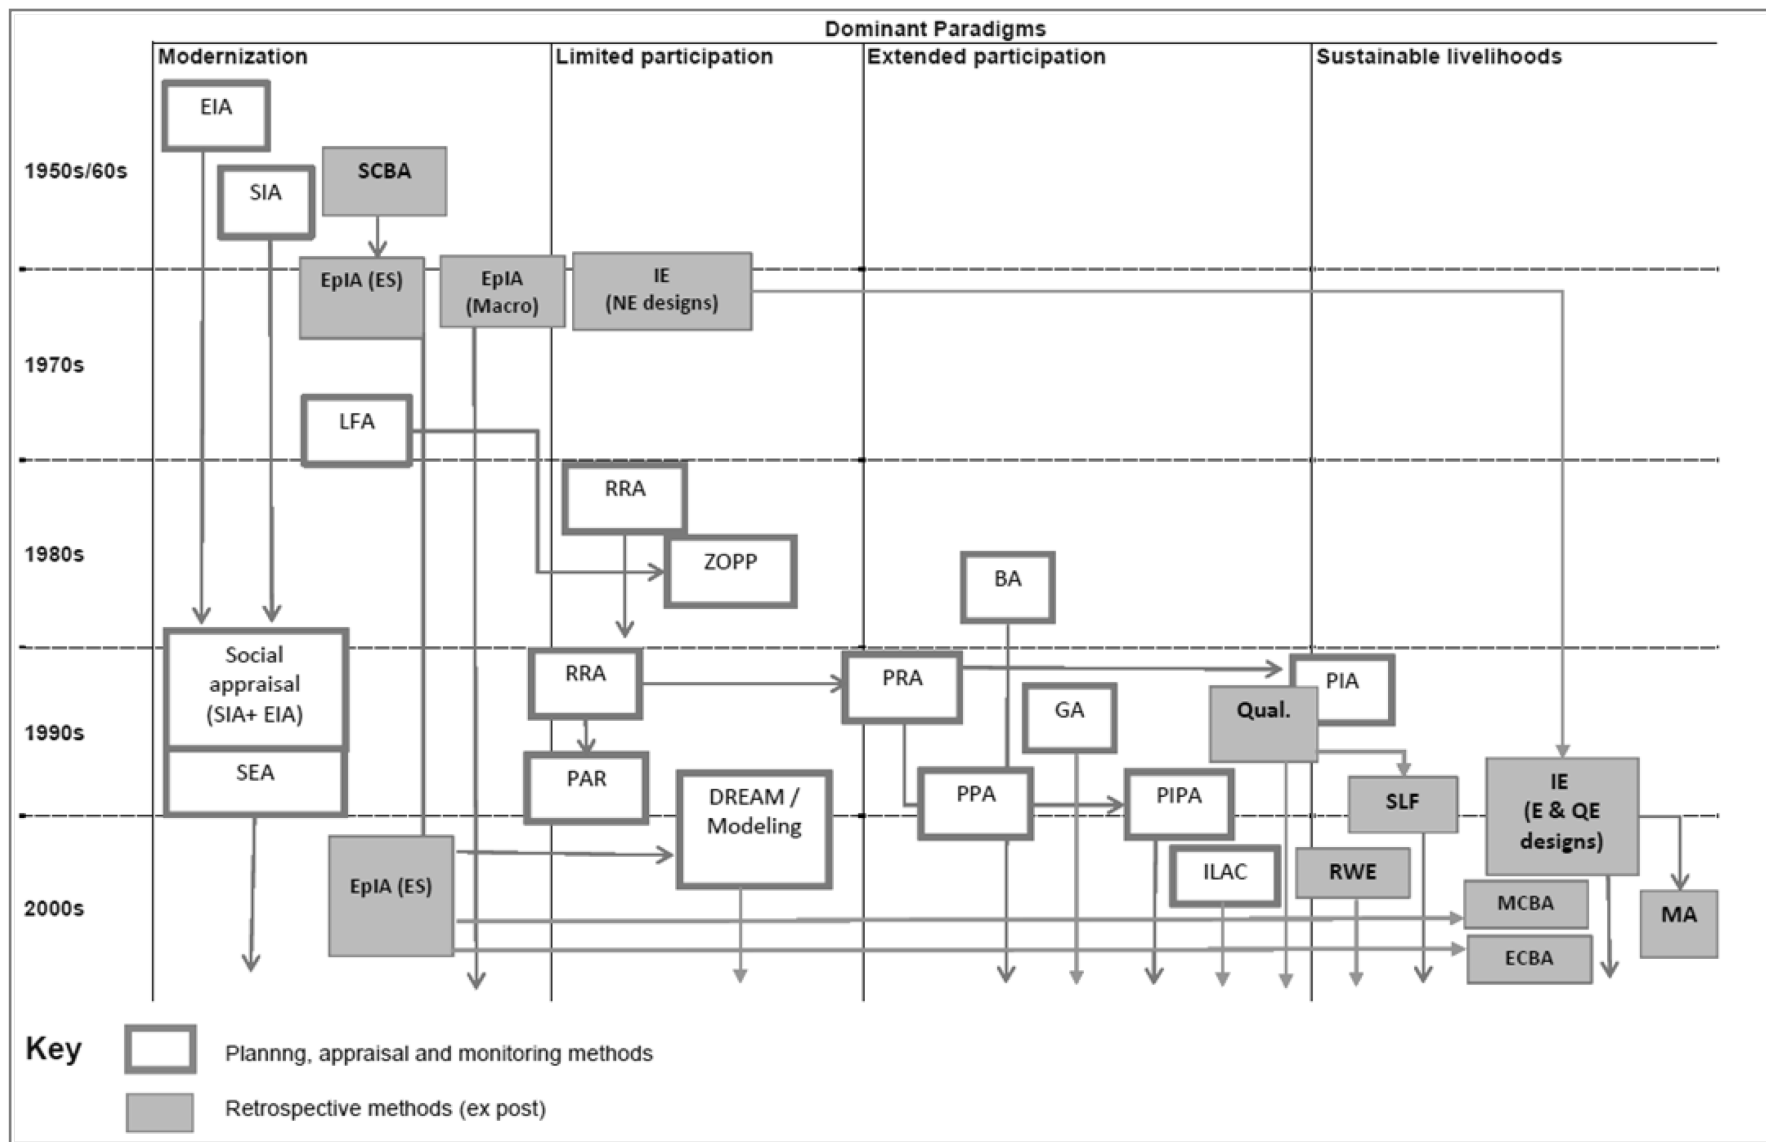 Dominant Paradigms
Modernization
Limited participation
Extended participation
Sustainable livelihoods
EIA
1950s/60s
SCBA
SIA
EpIA (ES)
EpIA
(Macro)
IE
(NE designs)
1970s
LFA
RRA
1980s
ZOPP
BA
Social
appraisal
(SIA+ EIA)
RRA
PRA
PIA
GA
Qual.
1990s
SEA
PAR
DREAM /
Modeling
PPA
PIPA
SLF
IE
(E & QE
designs)
2000s
EpIA (ES)
ILAC
RWE
MCBA
MA
ECBA
Key
Plannng, appraisal and monitoring methods
Retrospective methods (ex post)